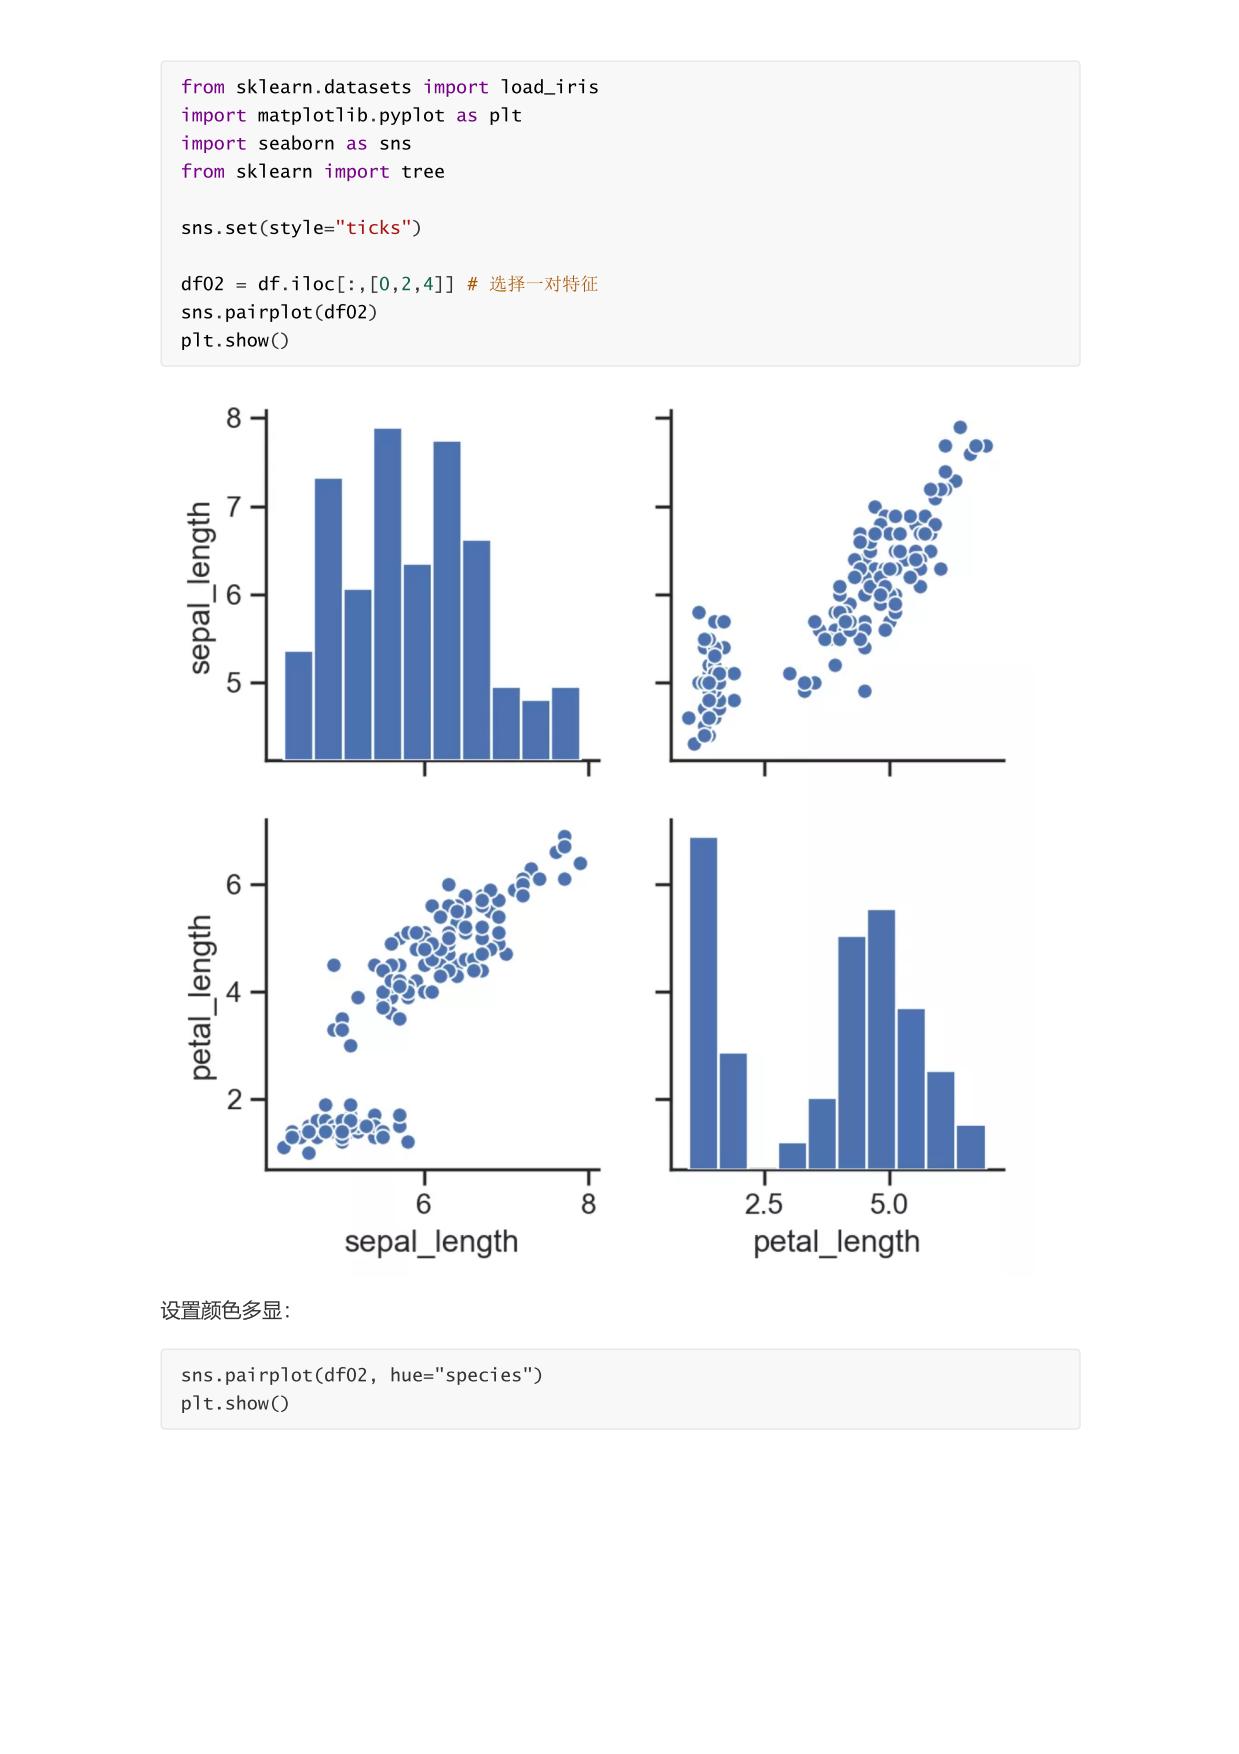 from sklearn.datasets import load_iris
import matplotlib.pyplot as plt
import seaborn as sns
from sklearn import tree
sns.set(style="ticks")
df02 = df.iloc[:,[0,2,4]] # 选择一对特征
sns.pairplot(df02)
plt.show()
8
7
6
5
sepal_length
6
4
2
petal_length
6 8
2.5 5.0
sepal_length
petal_length
设置颜色多显：
sns.pairplot(df02, hue="species")
plt.show()